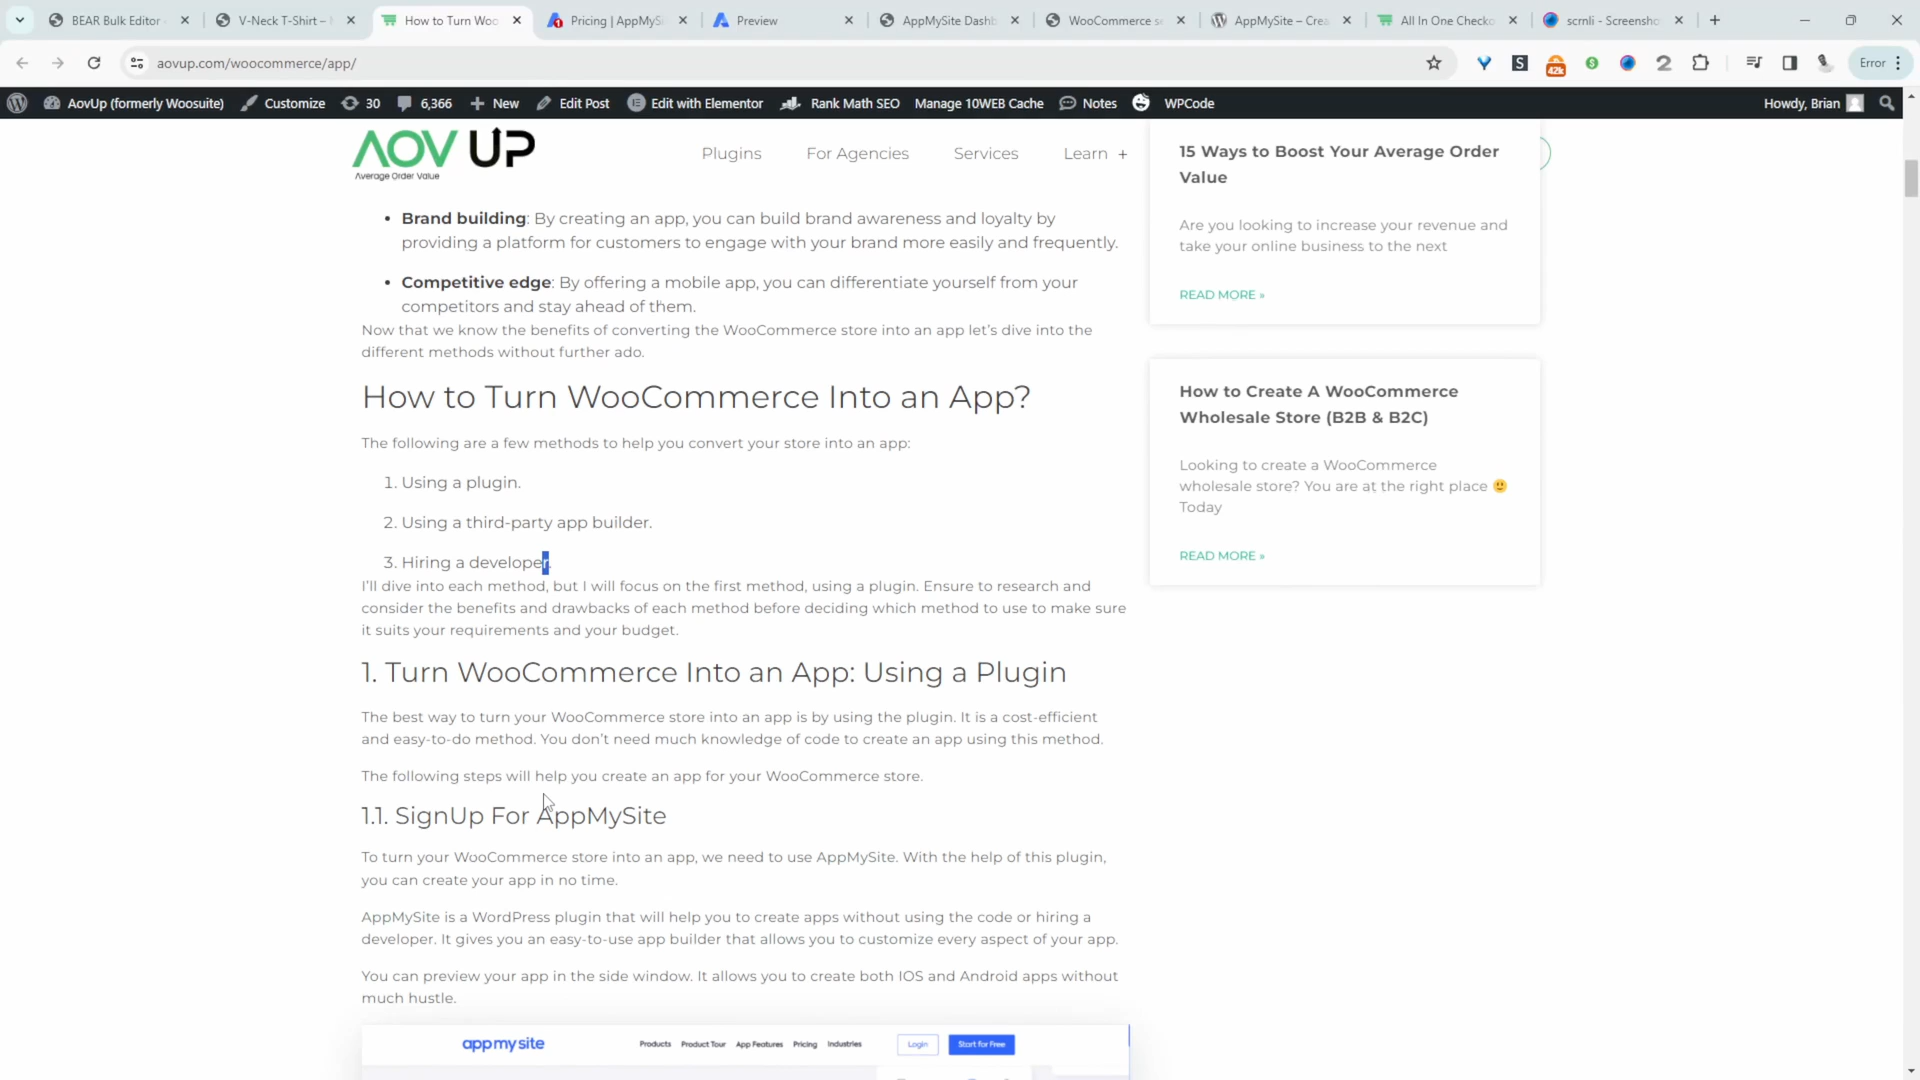 BEAR Bulk Editor
V-Neck T-Shirt –
How to Turn Woo
Pricing | AppMySi
Preview
AppMySite Dashb
WooCommerce se
AppMySite – Crea
All In One Checko
scrnli - Screensho
aovup.com/woocommerce/app/
S
42k
Error
AovUp (formerly Woosuite)
Customize
30
6,366
New
Edit Post
Edit with Elementor
Rank Math SEO
Manage 10WEB Cache
Notes
WPCode
Howdy, Brian
AOV UP
Average Order Value
Plugins
For Agencies
Services
Learn +
• Brand building: By creating an app, you can build brand awareness and loyalty by
providing a platform for customers to engage with your brand more easily and frequently.
• Competitive edge: By offering a mobile app, you can differentiate yourself from your
competitors and stay ahead of them.
Now that we know the benefits of converting the WooCommerce store into an app let’s dive into the
different methods without further ado.
How to Turn WooCommerce Into an App?
The following are a few methods to help you convert your store into an app:
1. Using a plugin.
2. Using a third-party app builder.
3. Hiring a developer.
I’ll dive into each method, but I will focus on the first method, using a plugin. Ensure to research and
consider the benefits and drawbacks of each method before deciding which method to use to make sure
it suits your requirements and your budget.
1. Turn WooCommerce Into an App: Using a Plugin
The best way to turn your WooCommerce store into an app is by using the plugin. It is a cost-efficient
and easy-to-do method. You don’t need much knowledge of code to create an app using this method.
The following steps will help you create an app for your WooCommerce store.
1.1. SignUp For AppMySite
To turn your WooCommerce store into an app, we need to use AppMySite. With the help of this plugin,
you can create your app in no time.
AppMySite is a WordPress plugin that will help you to create apps without using the code or hiring a
developer. It gives you an easy-to-use app builder that allows you to customize every aspect of your app.
You can preview your app in the side window. It allows you to create both IOS and Android apps without
much hustle.
appmysite
Products
Product Tour
App Features
Pricing
Industries
Login
Start for Free
15 Ways to Boost Your Average Order
Value
Are you looking to increase your revenue and
take your online business to the next
READ MORE »
How to Create A WooCommerce
Wholesale Store (B2B & B2C)
Looking to create a WooCommerce
wholesale store? You are at the right place 🙂
Today
READ MORE »